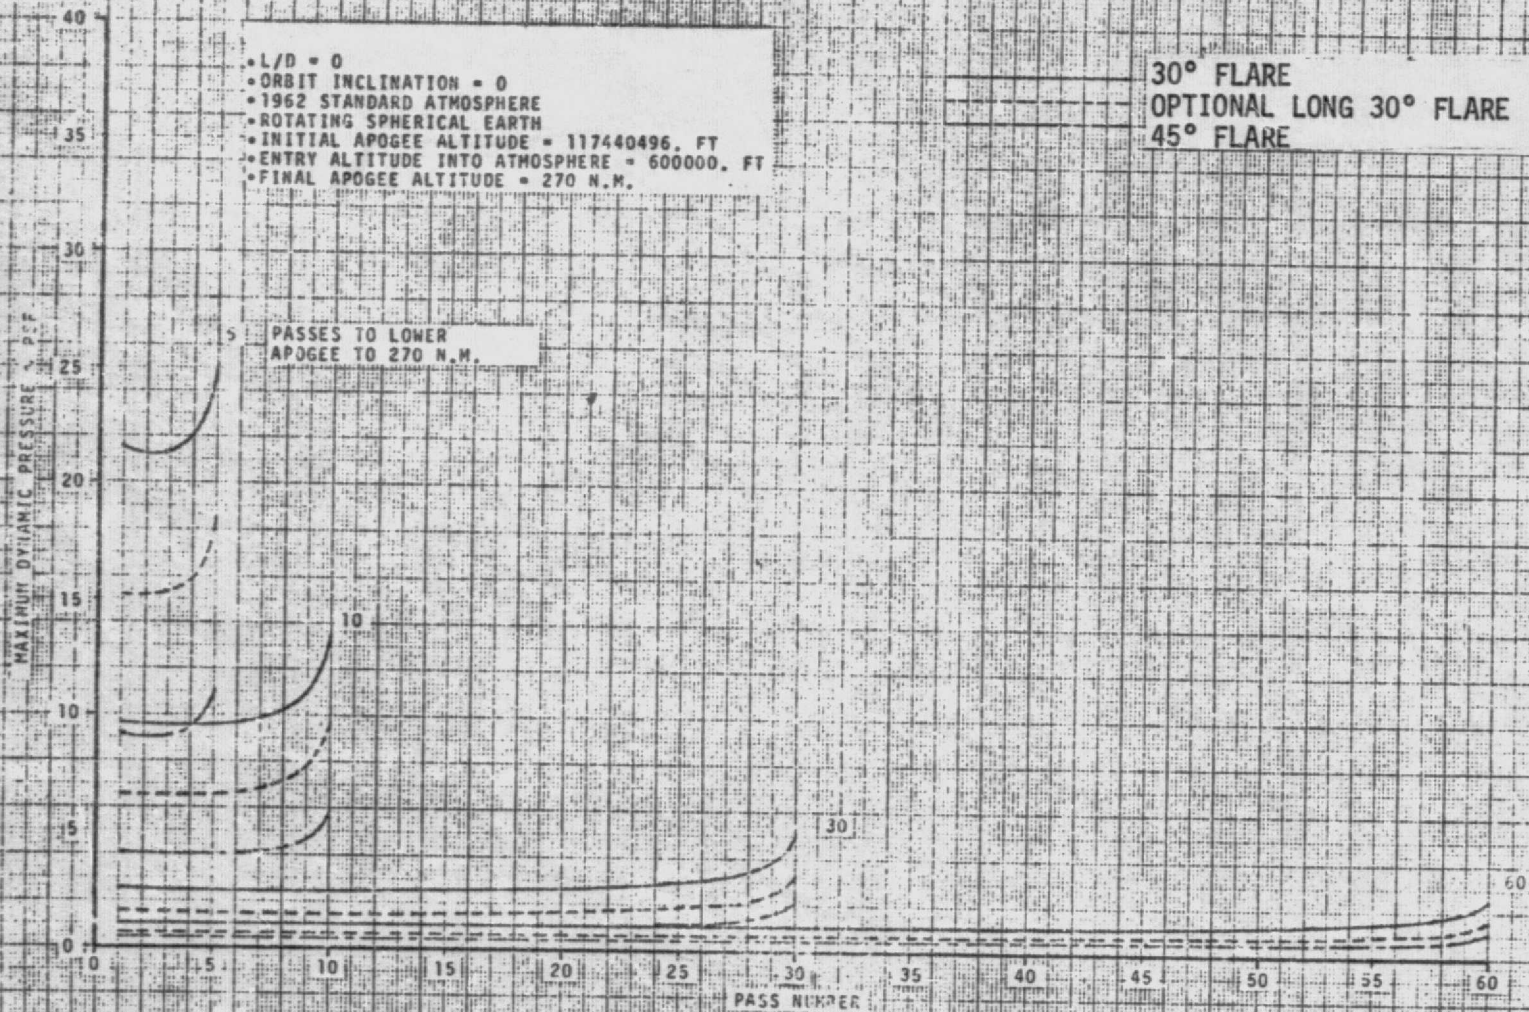 40
• L/D = 0
• ORBIT INCLINATION = 0
• 1962 STANDARD ATMOSPHERE
• ROTATING SPHERICAL EARTH
• INITIAL APOGEE ALTITUDE = 117440496. FT
• ENTRY ALTITUDE INTO ATMOSPHERE = 600000. FT
• FINAL APOGEE ALTITUDE = 270 N.M.
30° FLARE
OPTIONAL LONG 30° FLARE
45° FLARE
35
30
5
PASSES TO LOWER
APOGEE TO 270 N.M.
25
20
15
10
10
5
30
60
0
MAXIMUM DYNAMIC PRESSURE ~ PSF
0 5 10 15 20 25 30 35 40 45 50 55 60
PASS NUMBER